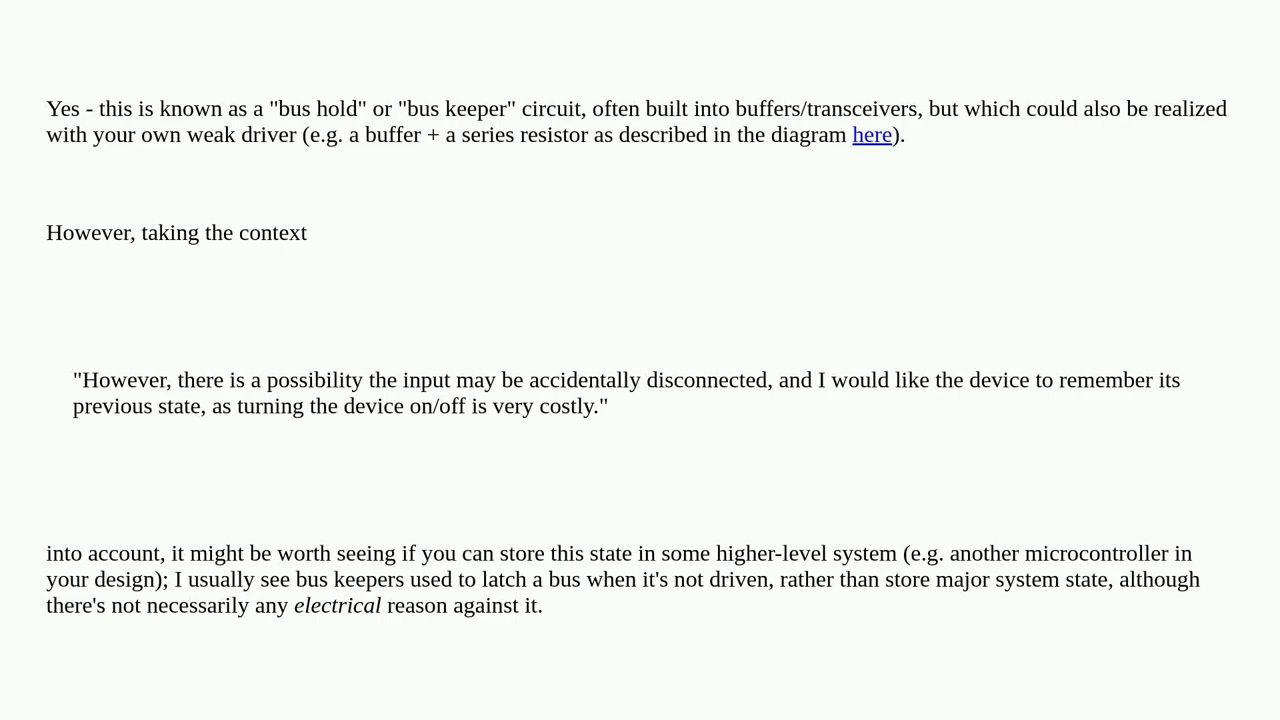 Yes - this is known as a "bus hold" or "bus keeper" circuit, often built into buffers/transceivers, but which could also be realized
with your own weak driver (e.g. a buffer + a series resistor as described in the diagram here).
However, taking the context
"However, there is a possibility the input may be accidentally disconnected, and I would like the device to remember its
previous state, as turning the device on/off is very costly."
into account, it might be worth seeing if you can store this state in some higher-level system (e.g. another microcontroller in
your design); I usually see bus keepers used to latch a bus when it's not driven, rather than store major system state, although
there's not necessarily any electrical reason against it.